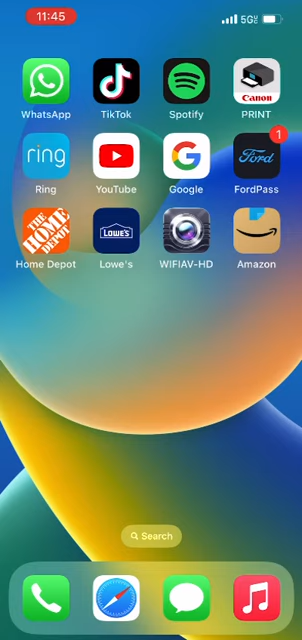 11:45
5G
WhatsApp
TikTok
Spotify
Canon
PRINT
ring
Ring
YouTube
Google
Ford
1
FordPass
THE HOME DEPOT
Home Depot
LOWE'S
Lowe's
WIFIAV-HD
Amazon
Search